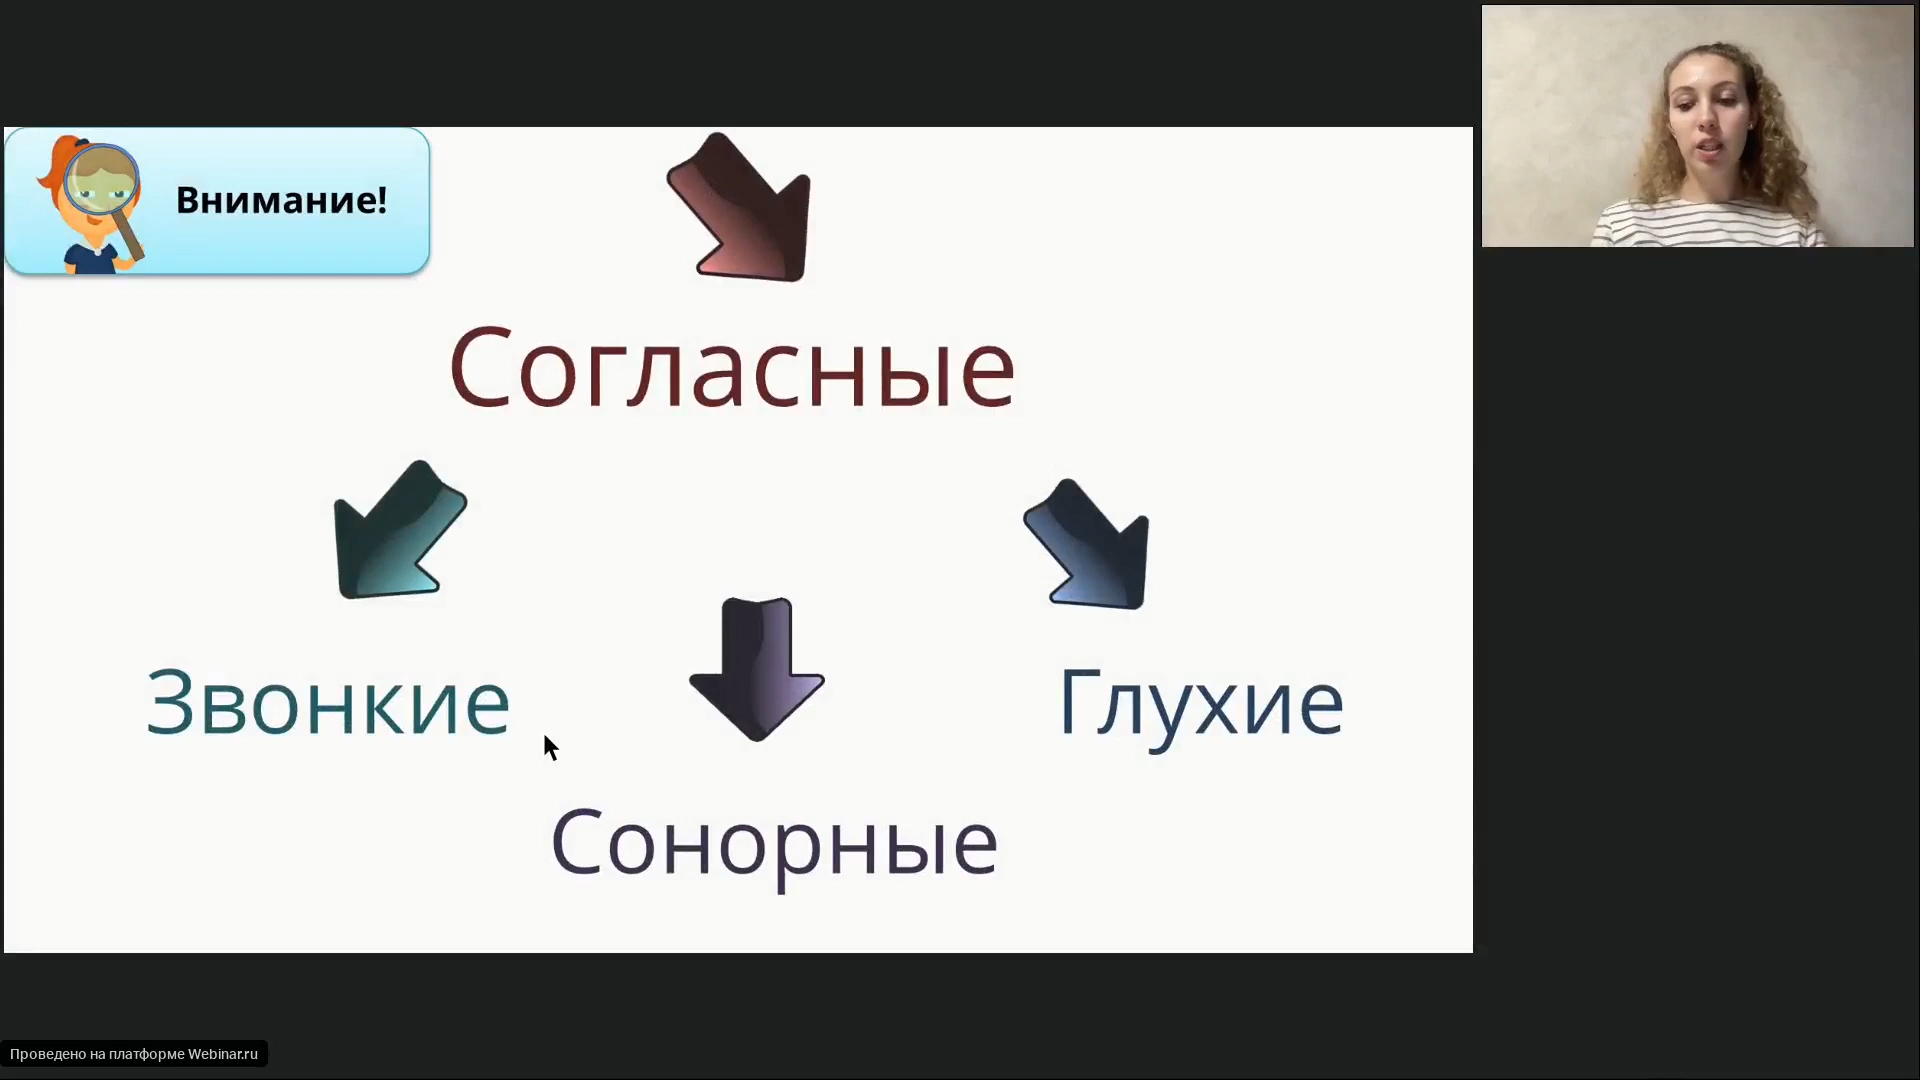 Внимание!
Согласные
Звонкие
Глухие
Сонорные
Проведено на платформе Webinar.ru